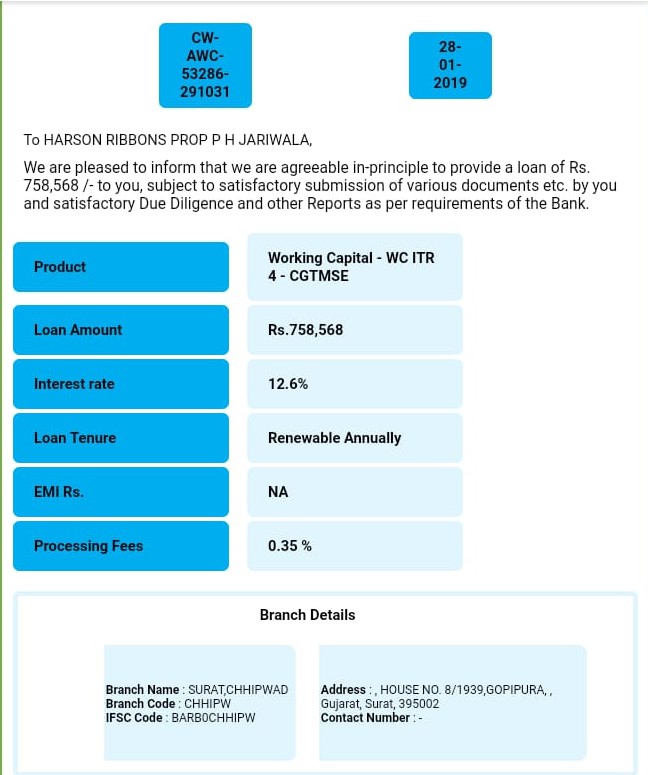 CW-
AWC-
53286-
291031
28-
01-
2019
To HARSON RIBBONS PROP P H JARIWALA,
We are pleased to inform that we are agreeable in-principle to provide a loan of Rs.
758,568 /- to you, subject to satisfactory submission of various documents etc. by you
and satisfactory Due Diligence and other Reports as per requirements of the Bank.
Product
Working Capital - WC ITR
4 - CGTMSE
Loan Amount
Rs.758,568
Interest rate
12.6%
Loan Tenure
Renewable Annually
EMI Rs.
NA
Processing Fees
0.35 %
Branch Details
Branch Name : SURAT,CHHIPWAD
Branch Code : CHHIPW
IFSC Code : BARB0CHHIPW
Address : , HOUSE NO. 8/1939,GOPIPURA, ,
Gujarat, Surat, 395002
Contact Number : -